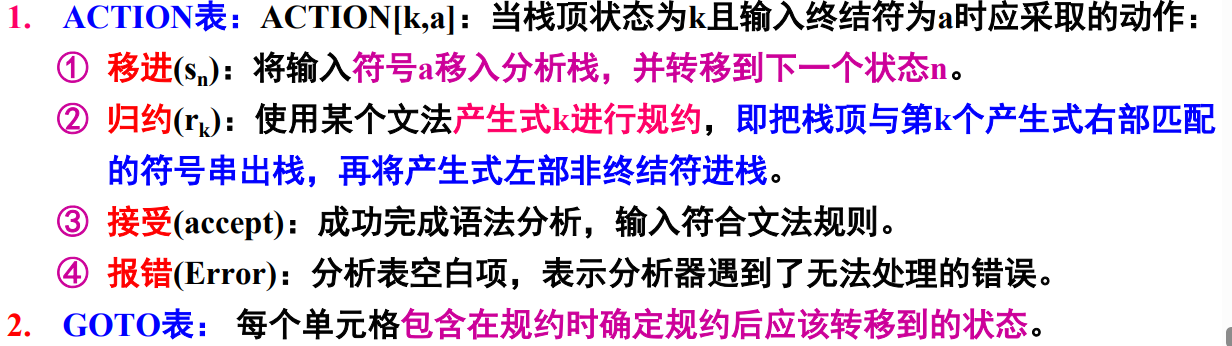 1. ACTION表：ACTION[k,a]：当栈顶状态为k且输入终结符为a时应采取的动作：
① 移进(sn)：将输入符号a移入分析栈，并转移到下一个状态n。
② 归约(rk)：使用某个文法产生式k进行规约，即把栈顶与第k个产生式右部匹配
的符号串出栈，再将产生式左部非终结符进栈。
③ 接受(accept)：成功完成语法分析，输入符合文法规则。
④ 报错(Error)：分析表空白项，表示分析器遇到了无法处理的错误。
2. GOTO表： 每个单元格包含在规约时确定规约后应该转移到的状态。